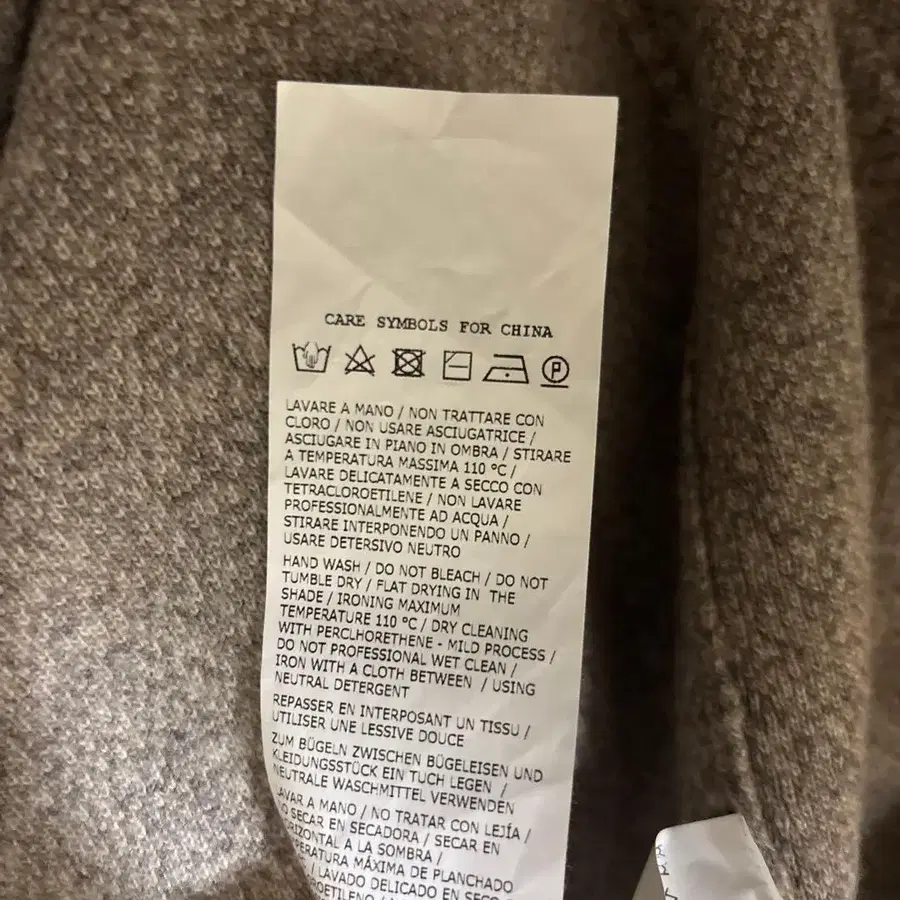 CARE SYMBOLS FOR CHINA
P
LAVARE A MANO / NON TRATTARE CON
CLORO / NON USARE ASCIUGATRICE /
ASCIUGARE IN PIANO IN OMBRA / STIRARE
A TEMPERATURA MASSIMA 110 °C /
LAVARE DELICATAMENTE A SECCO CON
TETRACLOROETILENE / NON LAVARE
PROFESSIONALMENTE AD ACQUA /
STIRARE INTERPONENDO UN PANNO /
USARE DETERSIVO NEUTRO
HAND WASH / DO NOT BLEACH / DO NOT
TUMBLE DRY / FLAT DRYING IN THE
SHADE / IRONING MAXIMUM
TEMPERATURE 110 °C / DRY CLEANING
WITH PERCLHORETHENE - MILD PROCESS /
DO NOT PROFESSIONAL WET CLEAN /
IRON WITH A CLOTH BETWEEN / USING
NEUTRAL DETERGENT
REPASSER EN INTERPOSANT UN TISSU /
UTILISER UNE LESSIVE DOUCE
ZUM BÜGELN ZWISCHEN BÜGELEISEN UND
KLEIDUNGSSTÜCK EIN TUCH LEGEN /
NEUTRALE WASCHMITTEL VERWENDEN
LAVAR A MANO / NO TRATAR CON LEJÍA /
NO SECAR EN SECADORA / SECAR EN
HORIZONTAL A LA SOMBRA /
TEMPERATURA MÁXIMA DE PLANCHADO
/ LAVADO DELICADO EN SECO